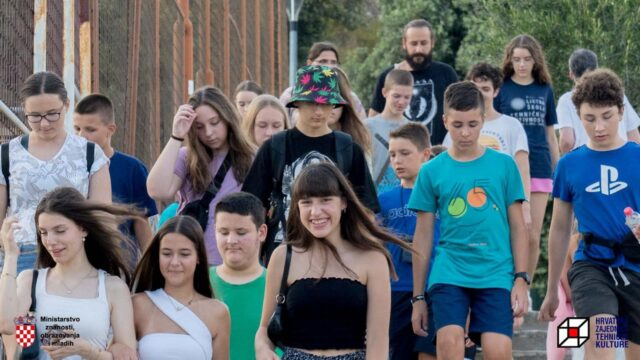 Ministarstvo
znanosti,
obrazovanja
i mladih
HRVATSKA
ZAJEDNICA
TEHNIČKE
KULTURE